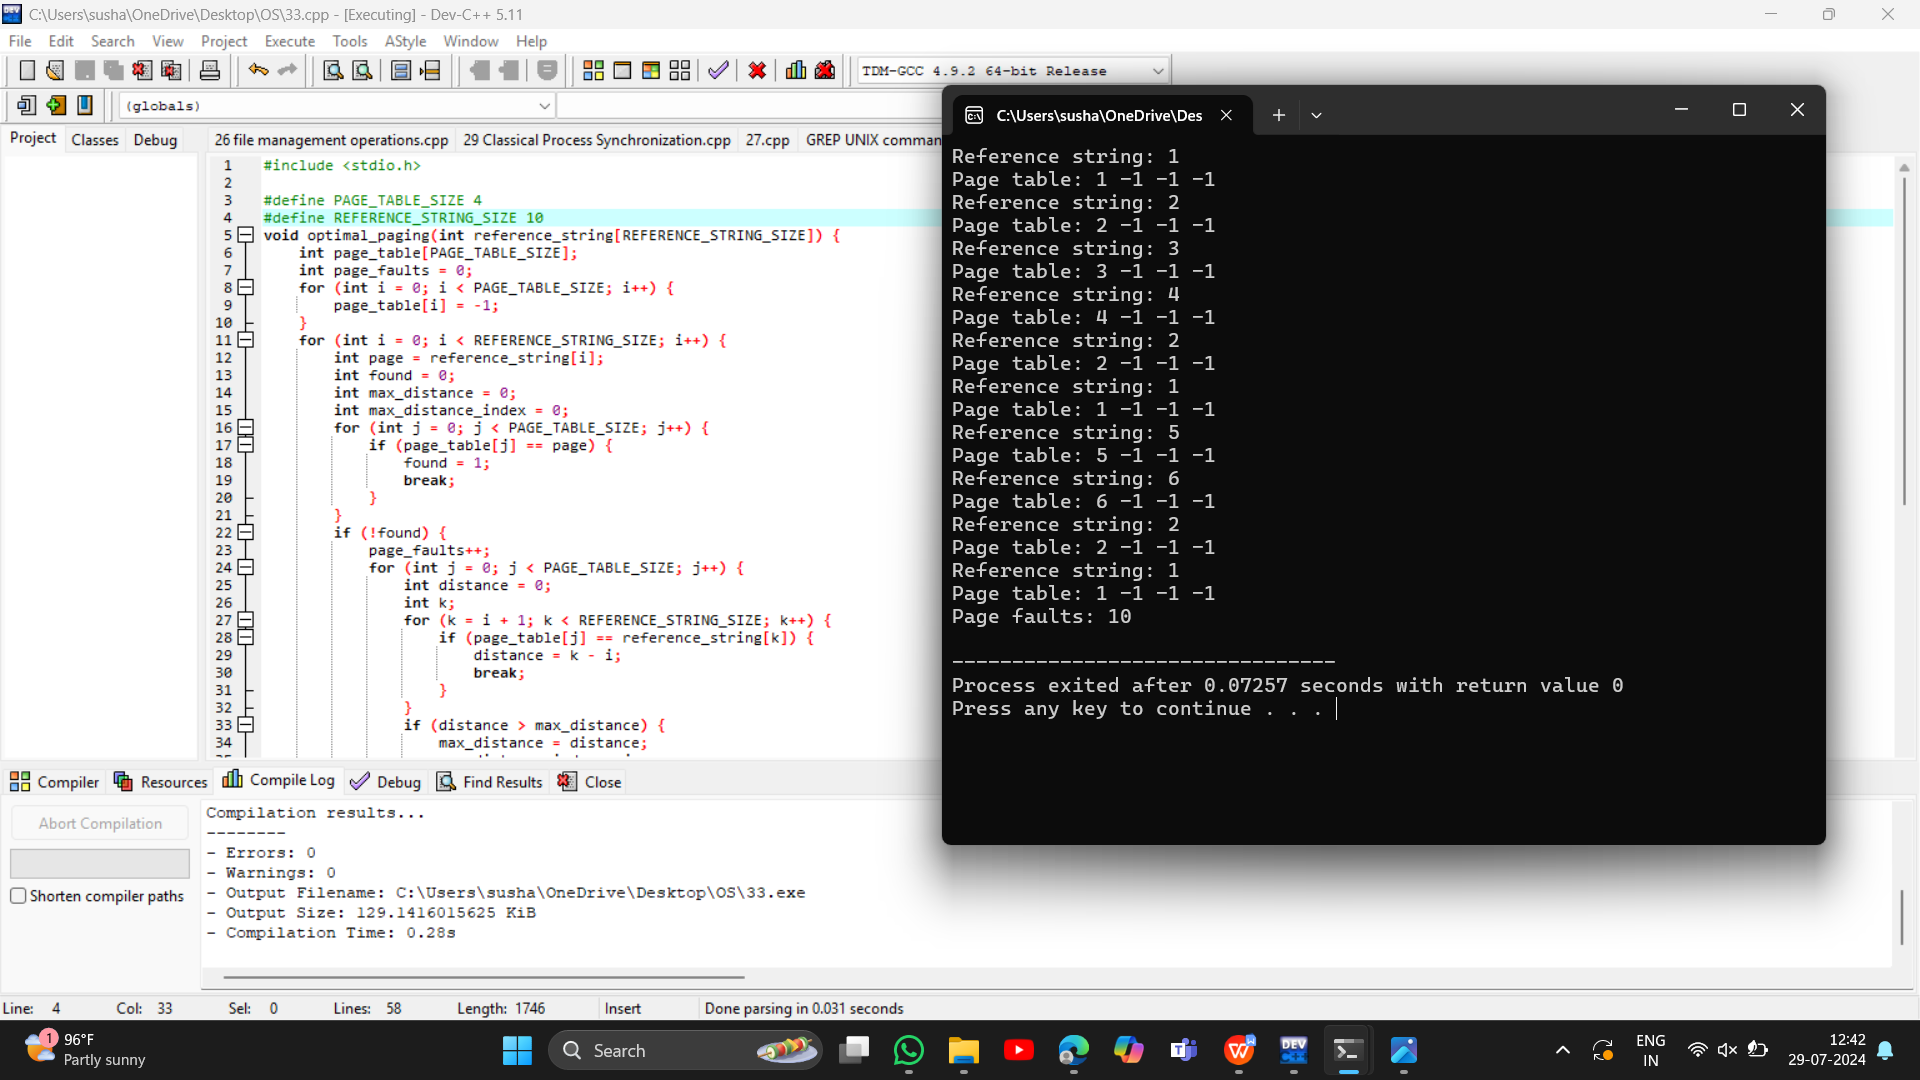 C:\Users\susha\OneDrive\Desktop\OS\33.cpp - [Executing] - Dev-C++ 5.11
File Edit Search View Project Execute Tools AStyle Window Help
TDM-GCC 4.9.2 64-bit Release
(globals)
Project Classes Debug
26 file management operations.cpp 29 Classical Process Synchronization.cpp 27.cpp GREP UNIX comman
1 #include <stdio.h>
2
3 #define PAGE_TABLE_SIZE 4
4 #define REFERENCE_STRING_SIZE 10
5 void optimal_paging(int reference_string[REFERENCE_STRING_SIZE]) {
6 int page_table[PAGE_TABLE_SIZE];
7 int page_faults = 0;
8 for (int i = 0; i < PAGE_TABLE_SIZE; i++) {
9 page_table[i] = -1;
10 }
11 for (int i = 0; i < REFERENCE_STRING_SIZE; i++) {
12 int page = reference_string[i];
13 int found = 0;
14 int max_distance = 0;
15 int max_distance_index = 0;
16 for (int j = 0; j < PAGE_TABLE_SIZE; j++) {
17 if (page_table[j] == page) {
18 found = 1;
19 break;
20 }
21 }
22 if (!found) {
23 page_faults++;
24 for (int j = 0; j < PAGE_TABLE_SIZE; j++) {
25 int distance = 0;
26 int k;
27 for (k = i + 1; k < REFERENCE_STRING_SIZE; k++) {
28 if (page_table[j] == reference_string[k]) {
29 distance = k - i;
30 break;
31 }
32 }
33 if (distance > max_distance) {
34 max_distance = distance;
C:\Users\susha\OneDrive\Des
Reference string: 1
Page table: 1 -1 -1 -1
Reference string: 2
Page table: 2 -1 -1 -1
Reference string: 3
Page table: 3 -1 -1 -1
Reference string: 4
Page table: 4 -1 -1 -1
Reference string: 2
Page table: 2 -1 -1 -1
Reference string: 1
Page table: 1 -1 -1 -1
Reference string: 5
Page table: 5 -1 -1 -1
Reference string: 6
Page table: 6 -1 -1 -1
Reference string: 2
Page table: 2 -1 -1 -1
Reference string: 1
Page table: 1 -1 -1 -1
Page faults: 10
--------------------------------
Process exited after 0.07257 seconds with return value 0
Press any key to continue . . .
Compiler Resources Compile Log Debug Find Results Close
Abort Compilation
Shorten compiler paths
Compilation results...
--------
- Errors: 0
- Warnings: 0
- Output Filename: C:\Users\susha\OneDrive\Desktop\OS\33.exe
- Output Size: 129.1416015625 KiB
- Compilation Time: 0.28s
Line: 4 Col: 33 Sel: 0 Lines: 58 Length: 1746 Insert Done parsing in 0.031 seconds
1
96°F
Partly sunny
Search
ENG
IN
12:42
29-07-2024